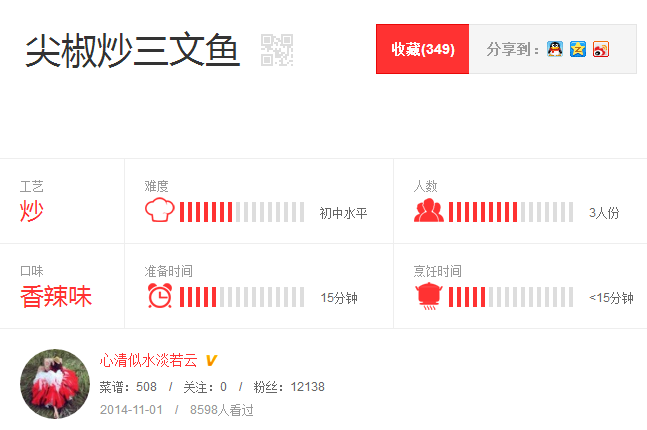 尖椒炒三文鱼
收藏(349) 分享到：
工艺 难度 人数
炒 初中水平 3人份
口味 准备时间 烹饪时间
香辣味 15分钟 <15分钟
心清似水淡若云 V
菜谱：508 / 关注：0 / 粉丝：12138
2014-11-01 / 8598人看过